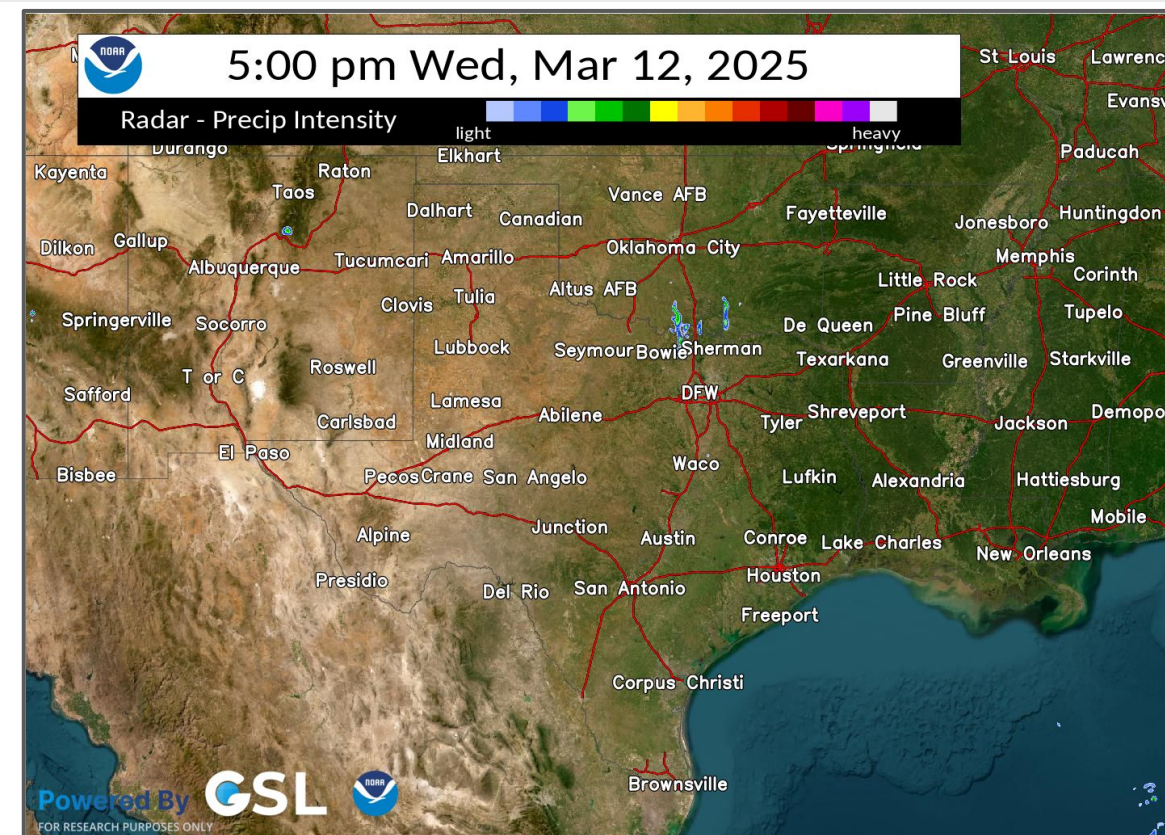 NOAA
5:00 pm Wed, Mar 12, 2025
Radar - Precip Intensity
light
heavy
St Louis
Lawrenc
Evansv
Durango
Elkhart
Springfield
Paducah
Kayenta
Raton
Taos
Vance AFB
Dalhart
Canadian
Fayetteville
Jonesboro
Huntingdon
Dilkon
Gallup
Oklahoma City
Albuquerque
Tucumcari
Amarillo
Memphis
Corinth
Little Rock
Altus AFB
Clovis
Tulia
Springerville
Socorro
De Queen
Pine Bluff
Tupelo
Lubbock
Seymour
Bowie
Sherman
Texarkana
Greenville
Starkville
T or C
Roswell
Safford
Lamesa
DFW
Carlsbad
Abilene
Tyler
Shreveport
Jackson
Demopo
Midland
El Paso
Waco
Bisbee
Pecos
Crane
San Angelo
Lufkin
Alexandria
Hattiesburg
Mobile
Alpine
Junction
Austin
Conroe
Lake Charles
New Orleans
Presidio
Del Rio
San Antonio
Houston
Freeport
Corpus Christi
Brownsville
Powered By
GSL
NOAA
FOR RESEARCH PURPOSES ONLY